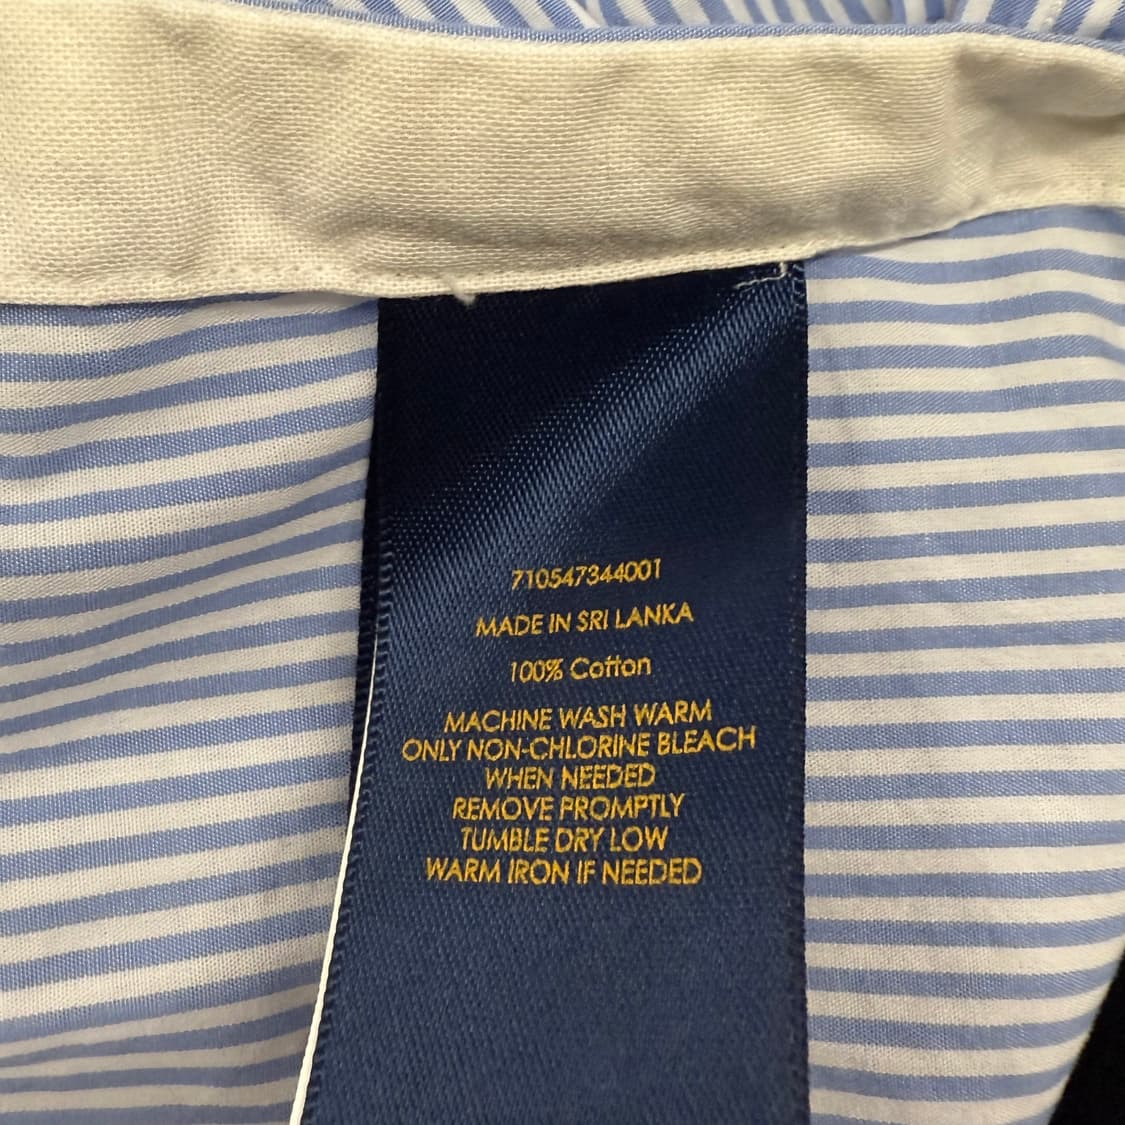 710547344001
MADE IN SRI LANKA
100% Cotton
MACHINE WASH WARM
ONLY NON-CHLORINE BLEACH
WHEN NEEDED
REMOVE PROMPTLY
TUMBLE DRY LOW
WARM IRON IF NEEDED